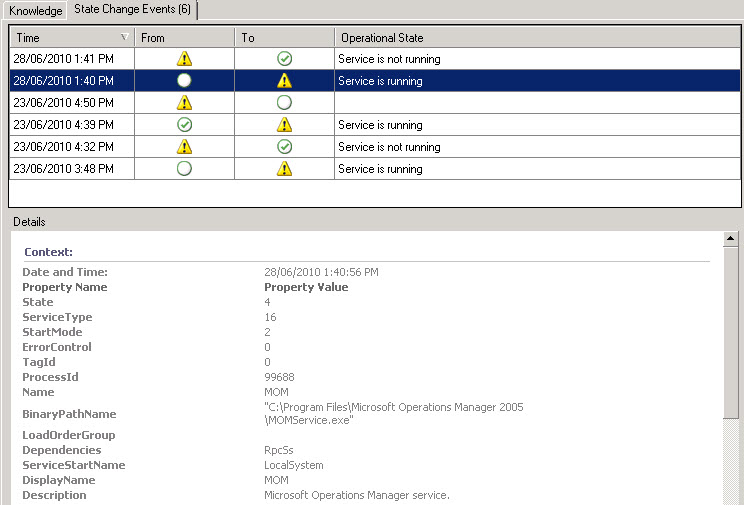 Knowledge State Change Events (6)
Time From To Operational State
28/06/2010 1:41 PM Service is not running
28/06/2010 1:40 PM Service is running
23/06/2010 4:50 PM
23/06/2010 4:39 PM Service is running
23/06/2010 4:32 PM Service is not running
23/06/2010 3:48 PM Service is running
Details
Context:
Date and Time: 28/06/2010 1:40:56 PM
Property Name Property Value
State 4
ServiceType 16
StartMode 2
ErrorControl 0
TagId 0
ProcessId 99688
Name MOM
BinaryPathName "C:\Program Files\Microsoft Operations Manager 2005
\MOMService.exe"
LoadOrderGroup
Dependencies RpcSs
ServiceStartName LocalSystem
DisplayName MOM
Description Microsoft Operations Manager service.